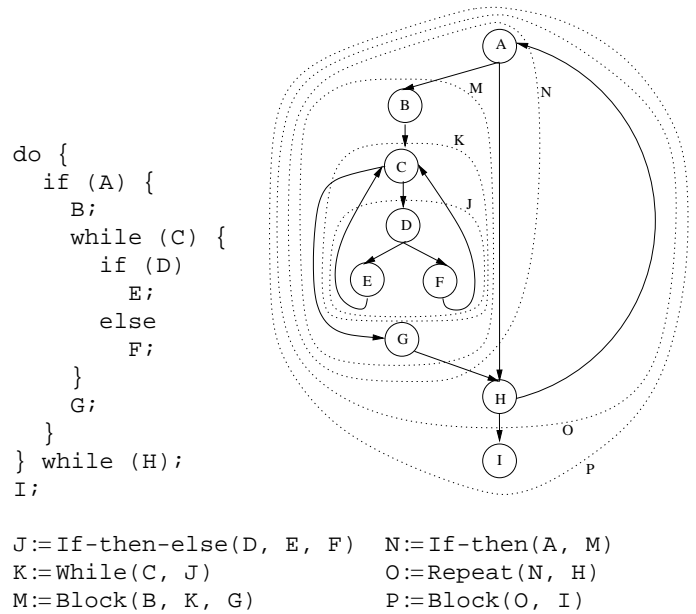 do {
if (A) {
B;
while (C) {
if (D)
E;
else
F;
}
G;
}
} while (H);
I;
A
B
M
N
C
K
D
J
E
F
G
H
O
I
P
J:=If-then-else(D, E, F)
K:=While(C, J)
M:=Block(B, K, G)
N:=If-then(A, M)
O:=Repeat(N, H)
P:=Block(O, I)